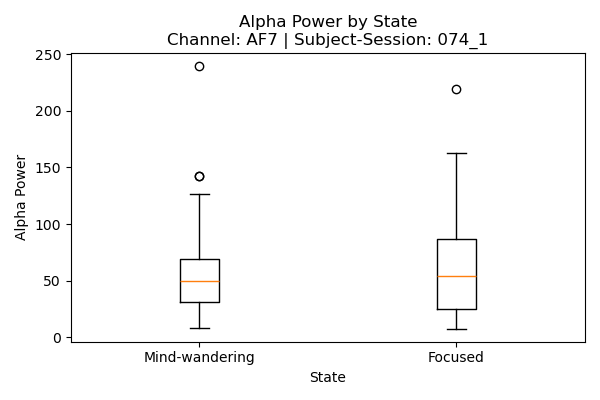 Alpha Power by State
Channel: AF7 | Subject-Session: 074_1
250
200
150
100
50
0
Alpha Power
Mind-wandering
Focused
State